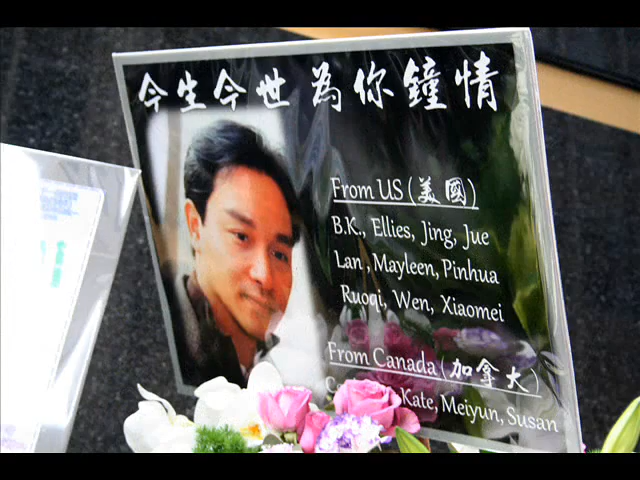 今生今世 為你鐘情
From US (美國)
B.K., Ellies, Jing, Jue
Lan, Mayleen, Pinhua
Ruoqi, Wen, Xiaomei
From Canada (加拿大)
Kate, Meiyun, Susan